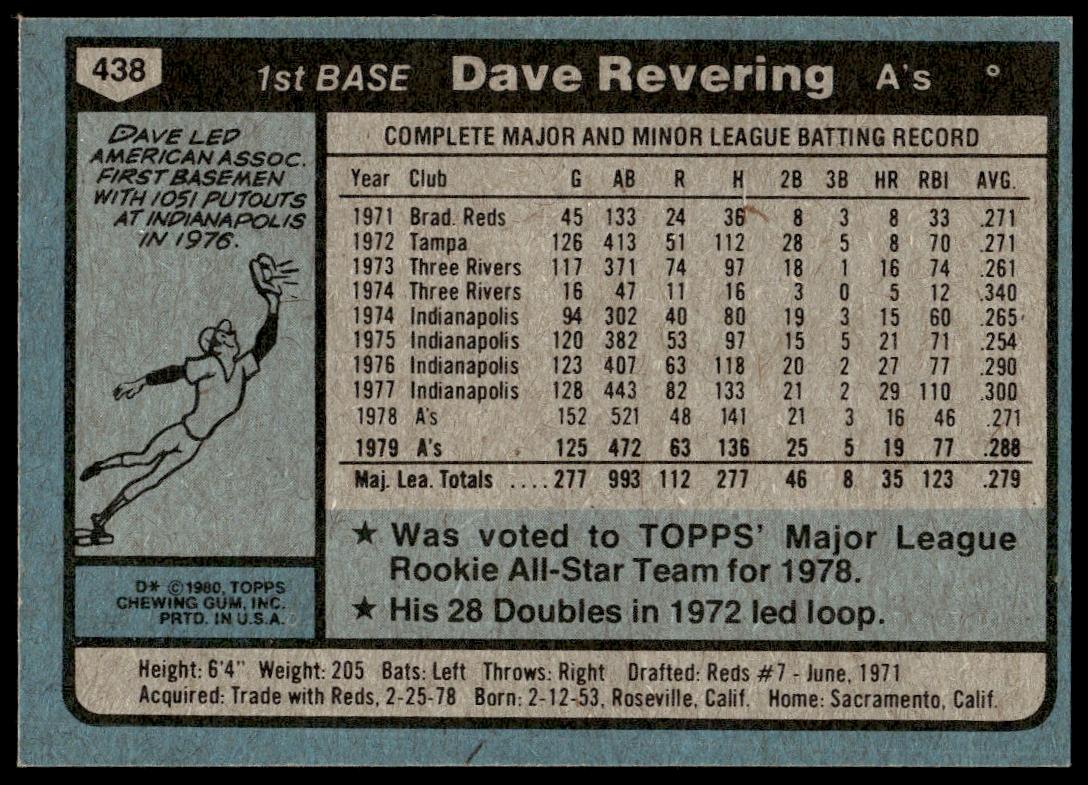 438 1st BASE Dave Revering A's
DAVE LED
AMERICAN ASSOC.
FIRST BASEMEN
WITH 1051 PUTOUTS
AT INDIANAPOLIS
IN 1976.
D* ©1980, TOPPS
CHEWING GUM, INC.
PRTD. IN U.S.A.
COMPLETE MAJOR AND MINOR LEAGUE BATTING RECORD
Year Club G AB R H 2B 3B HR RBI AVG.
1971 Brad. Reds 45 133 24 36 8 3 8 33 .271
1972 Tampa 126 413 51 112 28 5 8 70 .271
1973 Three Rivers 117 371 74 97 18 1 16 74 .261
1974 Three Rivers 16 47 11 16 3 0 5 12 .340
1974 Indianapolis 94 302 40 80 19 3 15 60 .265
1975 Indianapolis 120 382 53 97 15 5 21 71 .254
1976 Indianapolis 123 407 63 118 20 2 27 77 .290
1977 Indianapolis 128 443 82 133 21 2 29 110 .300
1978 A's 152 521 48 141 21 3 16 46 .271
1979 A's 125 472 63 136 25 5 19 77 .288
Maj. Lea. Totals ....277 993 112 277 46 8 35 123 .279
★ Was voted to TOPPS' Major League
Rookie All-Star Team for 1978.
★ His 28 Doubles in 1972 led loop.
Height: 6'4" Weight: 205 Bats: Left Throws: Right Drafted: Reds #7 - June, 1971
Acquired: Trade with Reds, 2-25-78 Born: 2-12-53, Roseville, Calif. Home: Sacramento, Calif.